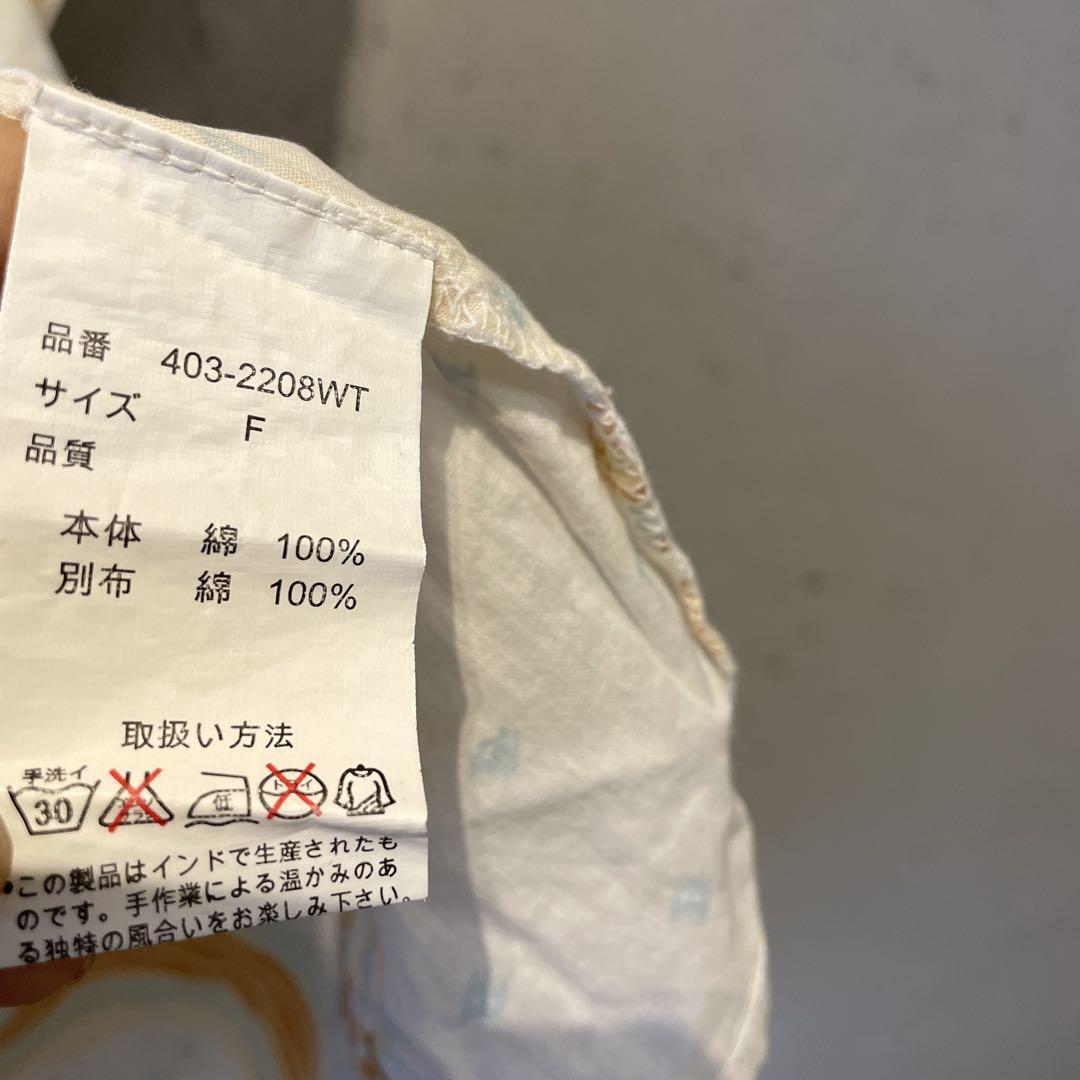 品番 403-2208WT
サイズ F
品質
本体 綿 100%
別布 綿 100%
取扱い方法
手洗イ
30
低
ドライ
•この製品はインドで生産されたも
のです。手作業による温かみのあ
る独特の風合いをお楽しみ下さい。